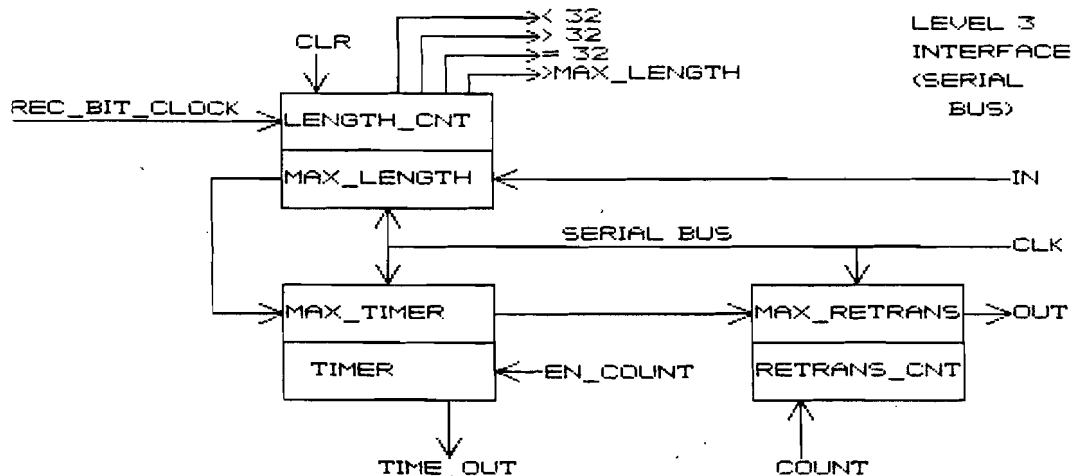 < 32
> 32
= 32
>MAX_LENGTH
LEVEL 3
INTERFACE
(SERIAL
BUS)
CLR
REC_BIT_CLOCK
LENGTH_CNT
MAX_LENGTH
IN
SERIAL BUS
CLK
MAX_TIMER
MAX_RETRANS
OUT
TIMER
EN_COUNT
RETRANS_CNT
TIME_OUT
COUNT